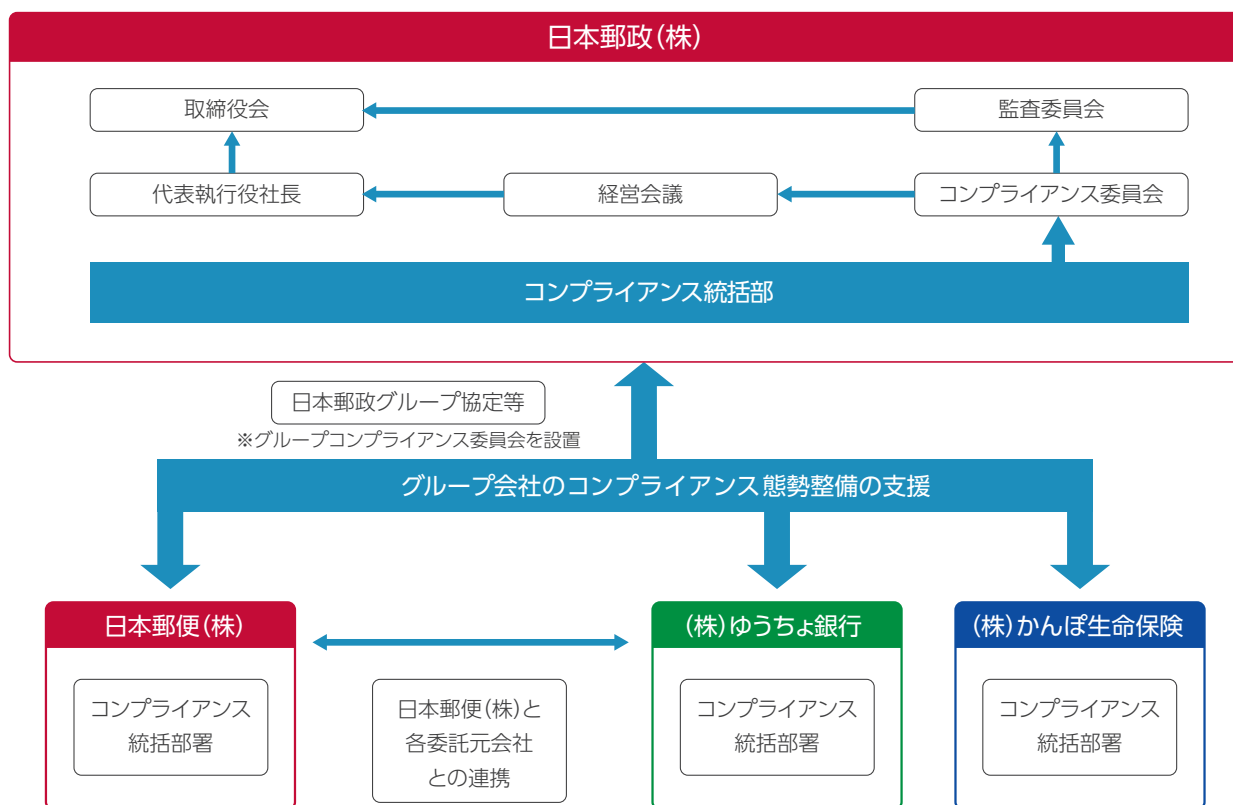 日本郵政(株)
取締役会
監査委員会
代表執行役社長
経営会議
コンプライアンス委員会
コンプライアンス統括部
日本郵政グループ協定等
※グループコンプライアンス委員会を設置
グループ会社のコンプライアンス態勢整備の支援
日本郵便(株)
(株)ゆうちょ銀行
(株)かんぽ生命保険
コンプライアンス
統括部署
日本郵便(株)と
各委託元会社
との連携
コンプライアンス
統括部署
コンプライアンス
統括部署